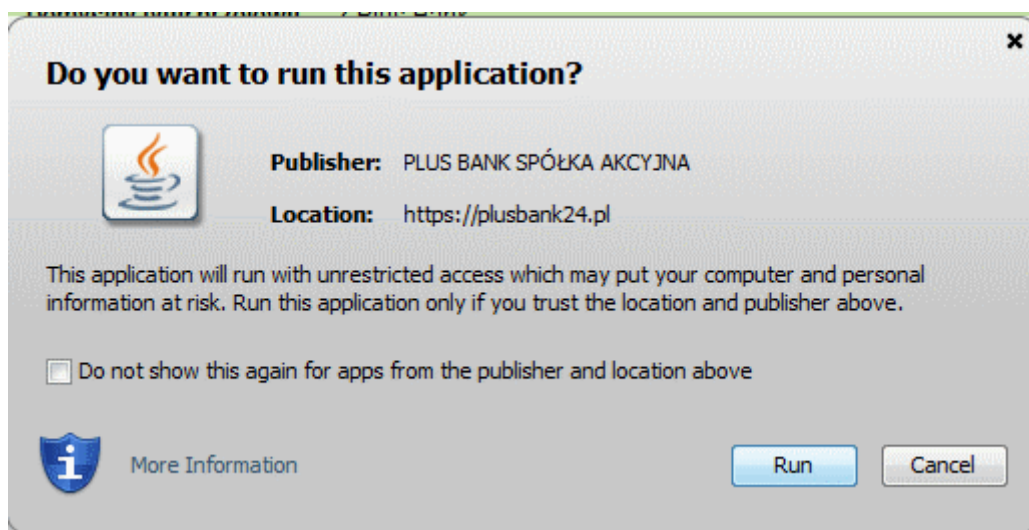 Do you want to run this application?
Publisher: PLUS BANK SPÓŁKA AKCYJNA
Location: https://plusbank24.pl
This application will run with unrestricted access which may put your computer and personal
information at risk. Run this application only if you trust the location and publisher above.
Do not show this again for apps from the publisher and location above
More Information
Run
Cancel